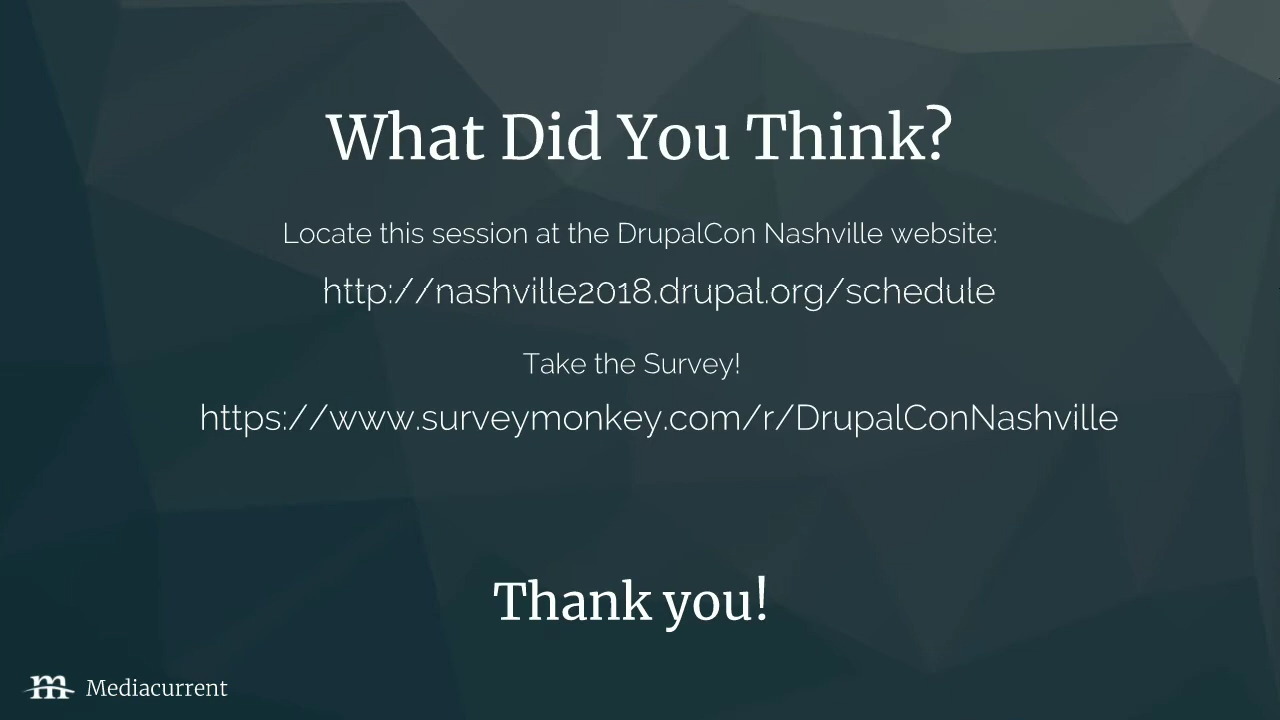 What Did You Think?
Locate this session at the DrupalCon Nashville website:
http://nashville2018.drupal.org/schedule
Take the Survey!
https://www.surveymonkey.com/r/DrupalConNashville
Thank you!
m Mediacurrent